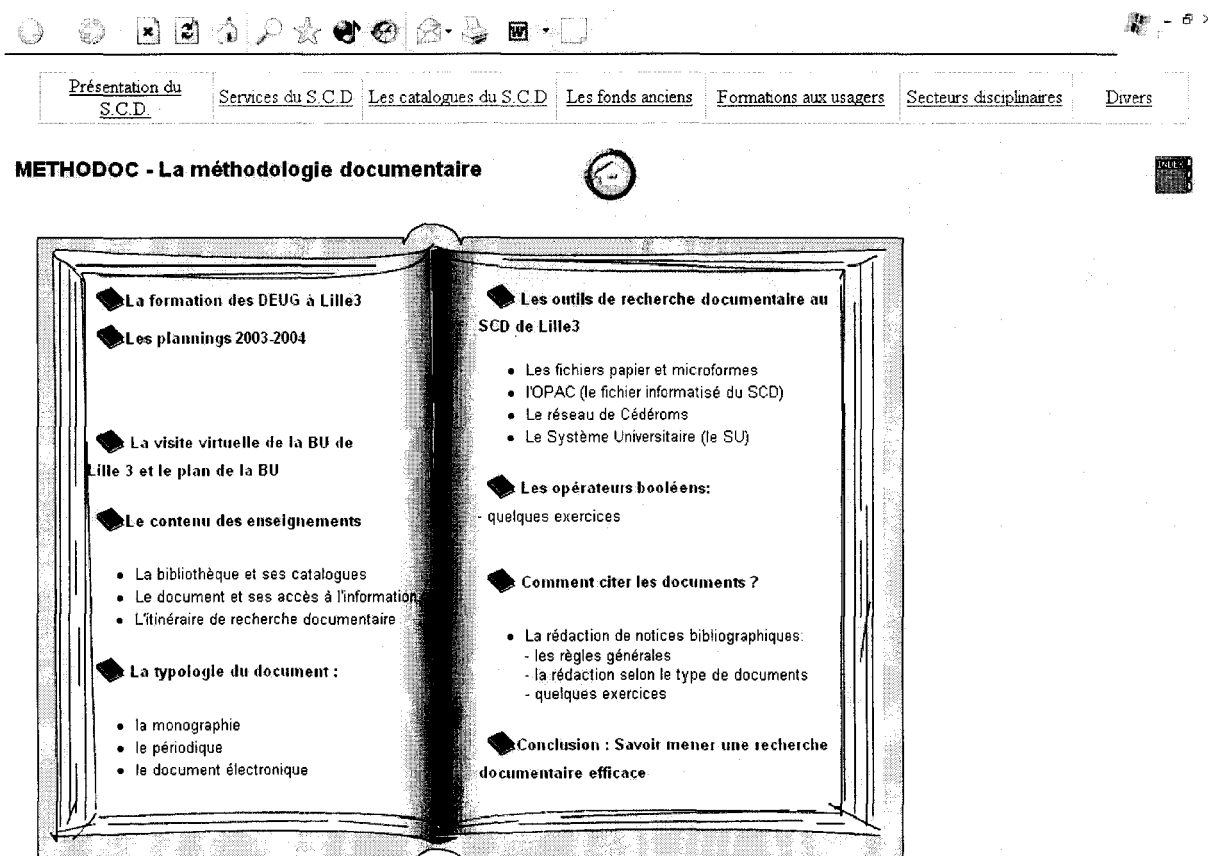 Présentation du
S.C.D.
Services du S.C.D
Les catalogues du S.C.D
Les fonds anciens
Formations aux usagers
Secteurs disciplinaires
Divers
METHODOC - La méthodologie documentaire
INDEX
La formation des DEUG à Lille3
Les plannings 2003-2004
La visite virtuelle de la BU de
Lille 3 et le plan de la BU
Le contenu des enseignements
• La bibliothèque et ses catalogues
• Le document et ses accès à l'information
• L'itinéraire de recherche documentaire
La typologie du document :
• la monographie
• le périodique
• le document électronique
Les outils de recherche documentaire au
SCD de Lille3
• Les fichiers papier et microformes
• l'OPAC (le fichier informatisé du SCD)
• Le réseau de Cédéroms
• Le Système Universitaire (le SU)
Les opérateurs booléens:
- quelques exercices
Comment citer les documents ?
• La rédaction de notices bibliographiques:
- les règles générales
- la rédaction selon le type de documents
- quelques exercices
Conclusion : Savoir mener une recherche
documentaire efficace